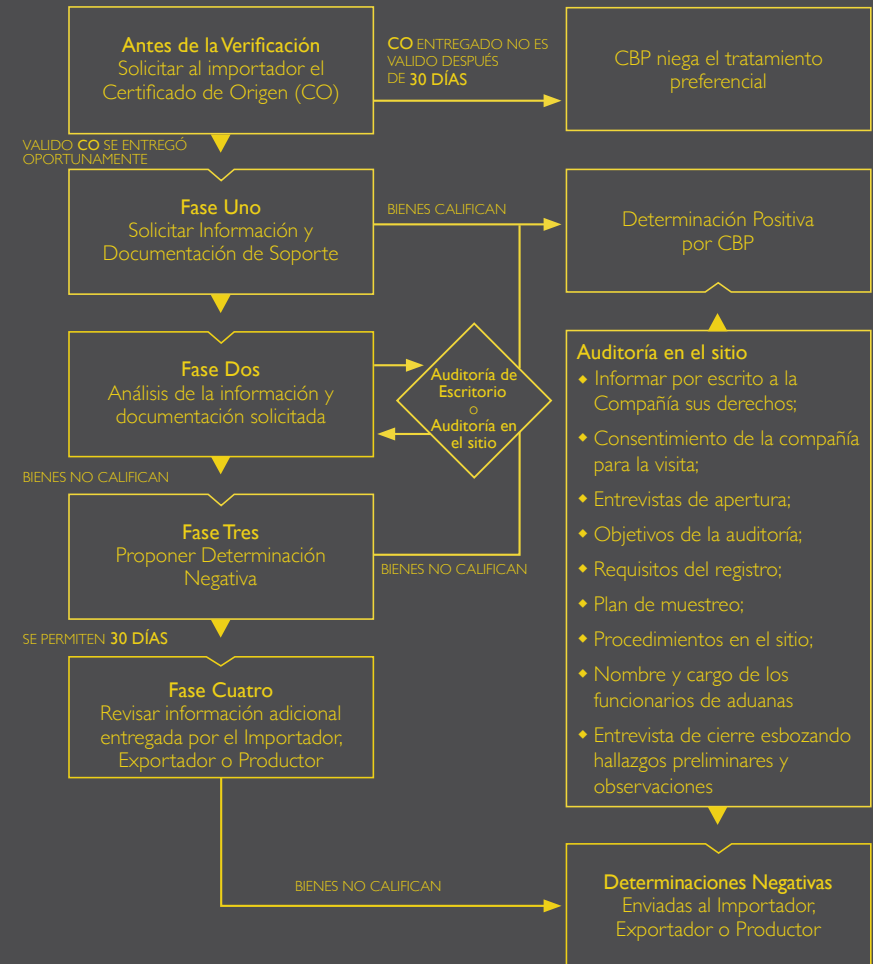 Antes de la Verificación
Solicitar al importador el
Certificado de Origen (CO)
CO ENTREGADO NO ES
VALIDO DESPUÉS
DE 30 DÍAS
CBP niega el tratamiento
preferencial
VALIDO CO SE ENTREGÓ
OPORTUNAMENTE
Fase Uno
Solicitar Información y
Documentación de Soporte
BIENES CALIFICAN
Determinación Positiva
por CBP
Fase Dos
Análisis de la información y
documentación solicitada
Auditoría de
Escritorio
o
Auditoría en
el sitio
BIENES NO CALIFICAN
Fase Tres
Proponer Determinación
Negativa
BIENES NO CALIFICAN
SE PERMITEN 30 DÍAS
Fase Cuatro
Revisar información adicional
entregada por el Importador,
Exportador o Productor
Auditoría en el sitio
Informar por escrito a la
Compañía sus derechos;
Consentimiento de la compañía
para la visita;
Entrevistas de apertura;
Objetivos de la auditoría;
Requisitos del registro;
Plan de muestreo;
Procedimientos en el sitio;
Nombre y cargo de los
funcionarios de aduanas
Entrevista de cierre esbozando
hallazgos preliminares y
observaciones
BIENES NO CALIFICAN
Determinaciones Negativas
Enviadas al Importador,
Exportador o Productor